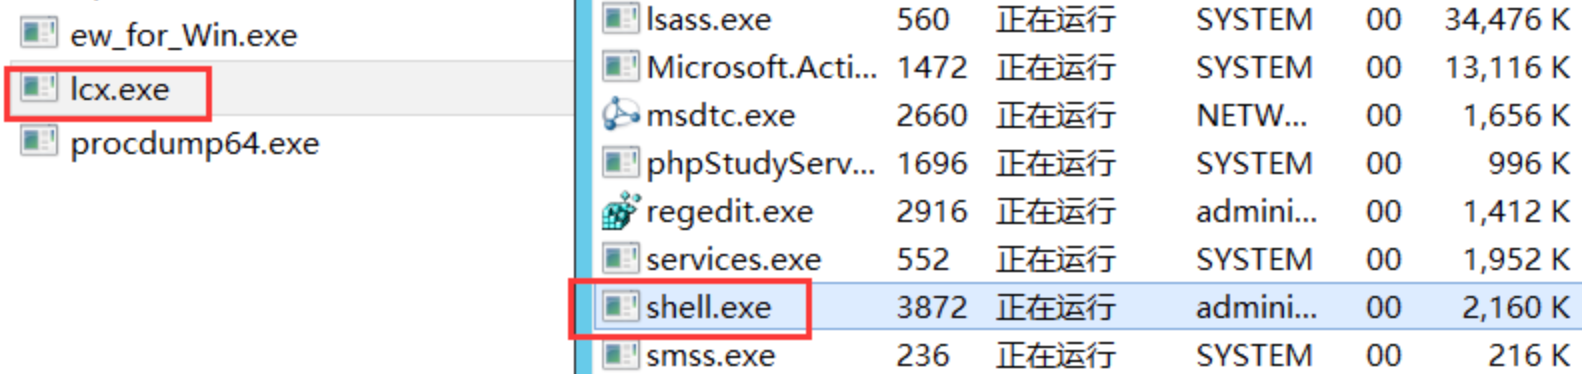 ew_for_Win.exe
lcx.exe
procdump64.exe
lsass.exe 560 正在运行 SYSTEM 00 34,476 K
Microsoft.Acti... 1472 正在运行 SYSTEM 00 13,116 K
msdtc.exe 2660 正在运行 NETW... 00 1,656 K
phpStudyServ... 1696 正在运行 SYSTEM 00 996 K
regedit.exe 2916 正在运行 admini... 00 1,412 K
services.exe 552 正在运行 SYSTEM 00 1,952 K
shell.exe 3872 正在运行 admini... 00 2,160 K
smss.exe 236 正在运行 SYSTEM 00 216 K